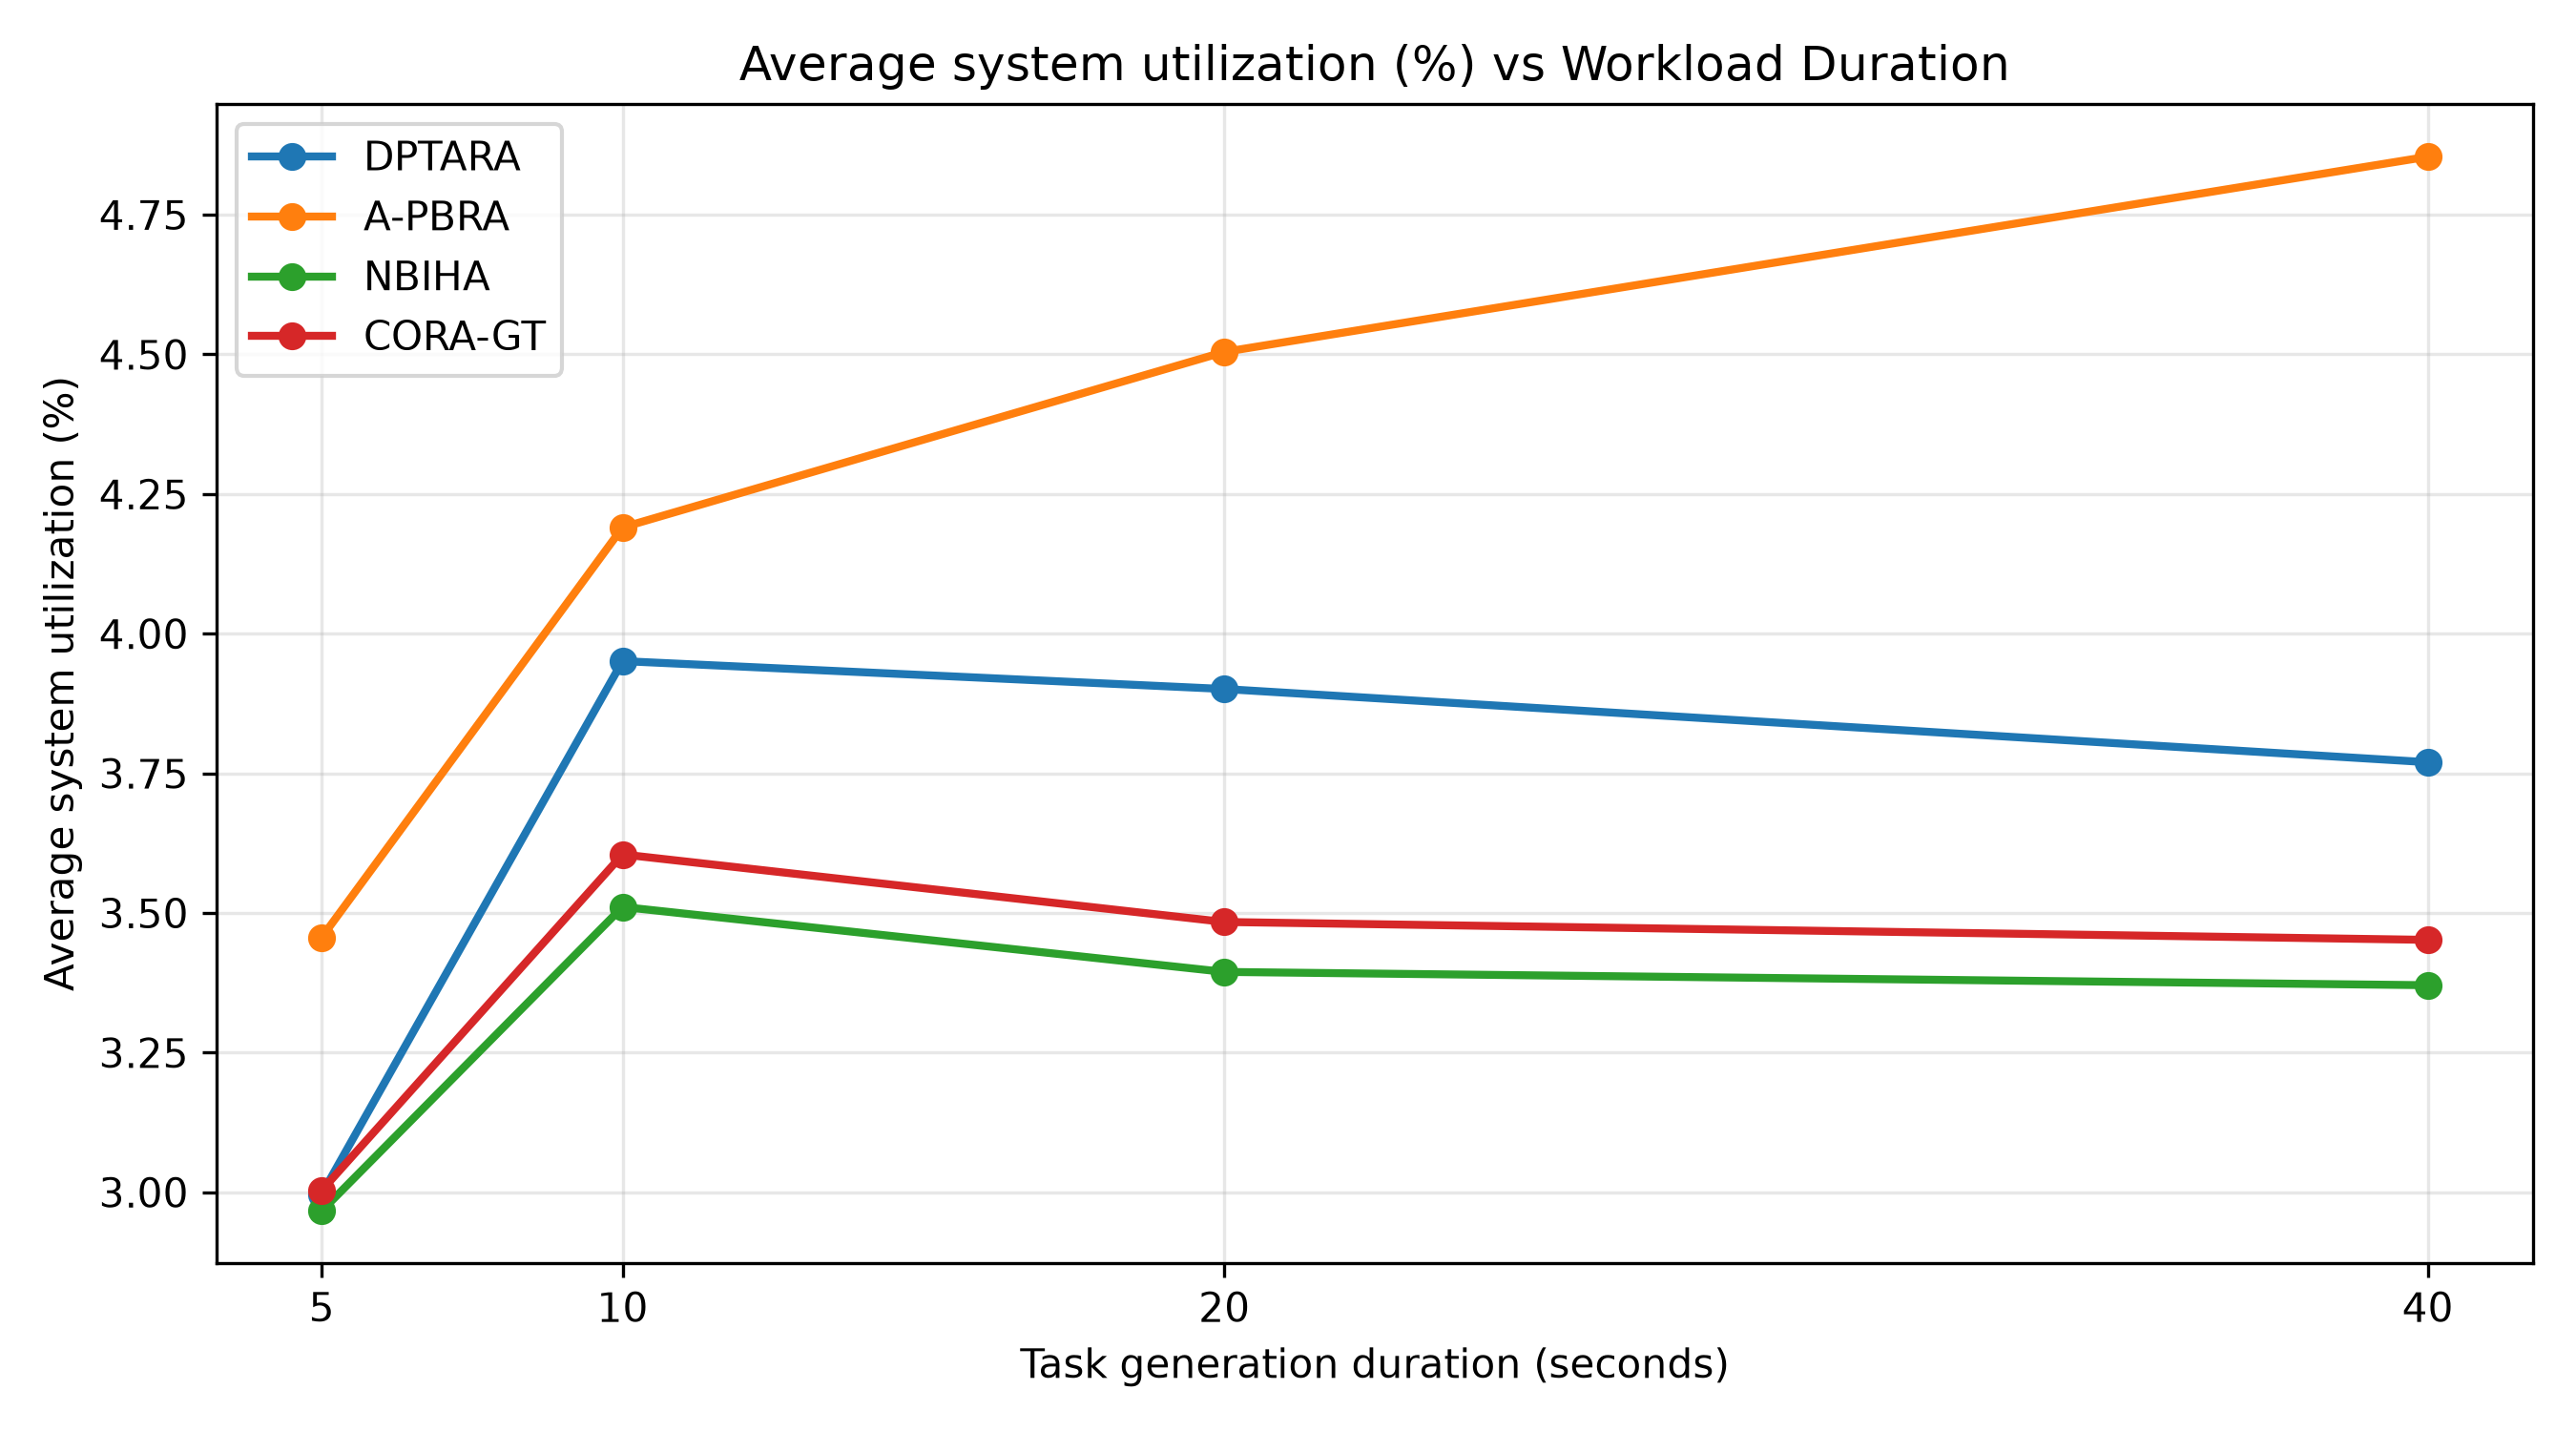 Average system utilization (%) vs Workload Duration
DPTARA
A-PBRA
NBIHA
CORA-GT
Average system utilization (%)
4.75
4.50
4.25
4.00
3.75
3.50
3.25
3.00
5 10 20 40
Task generation duration (seconds)